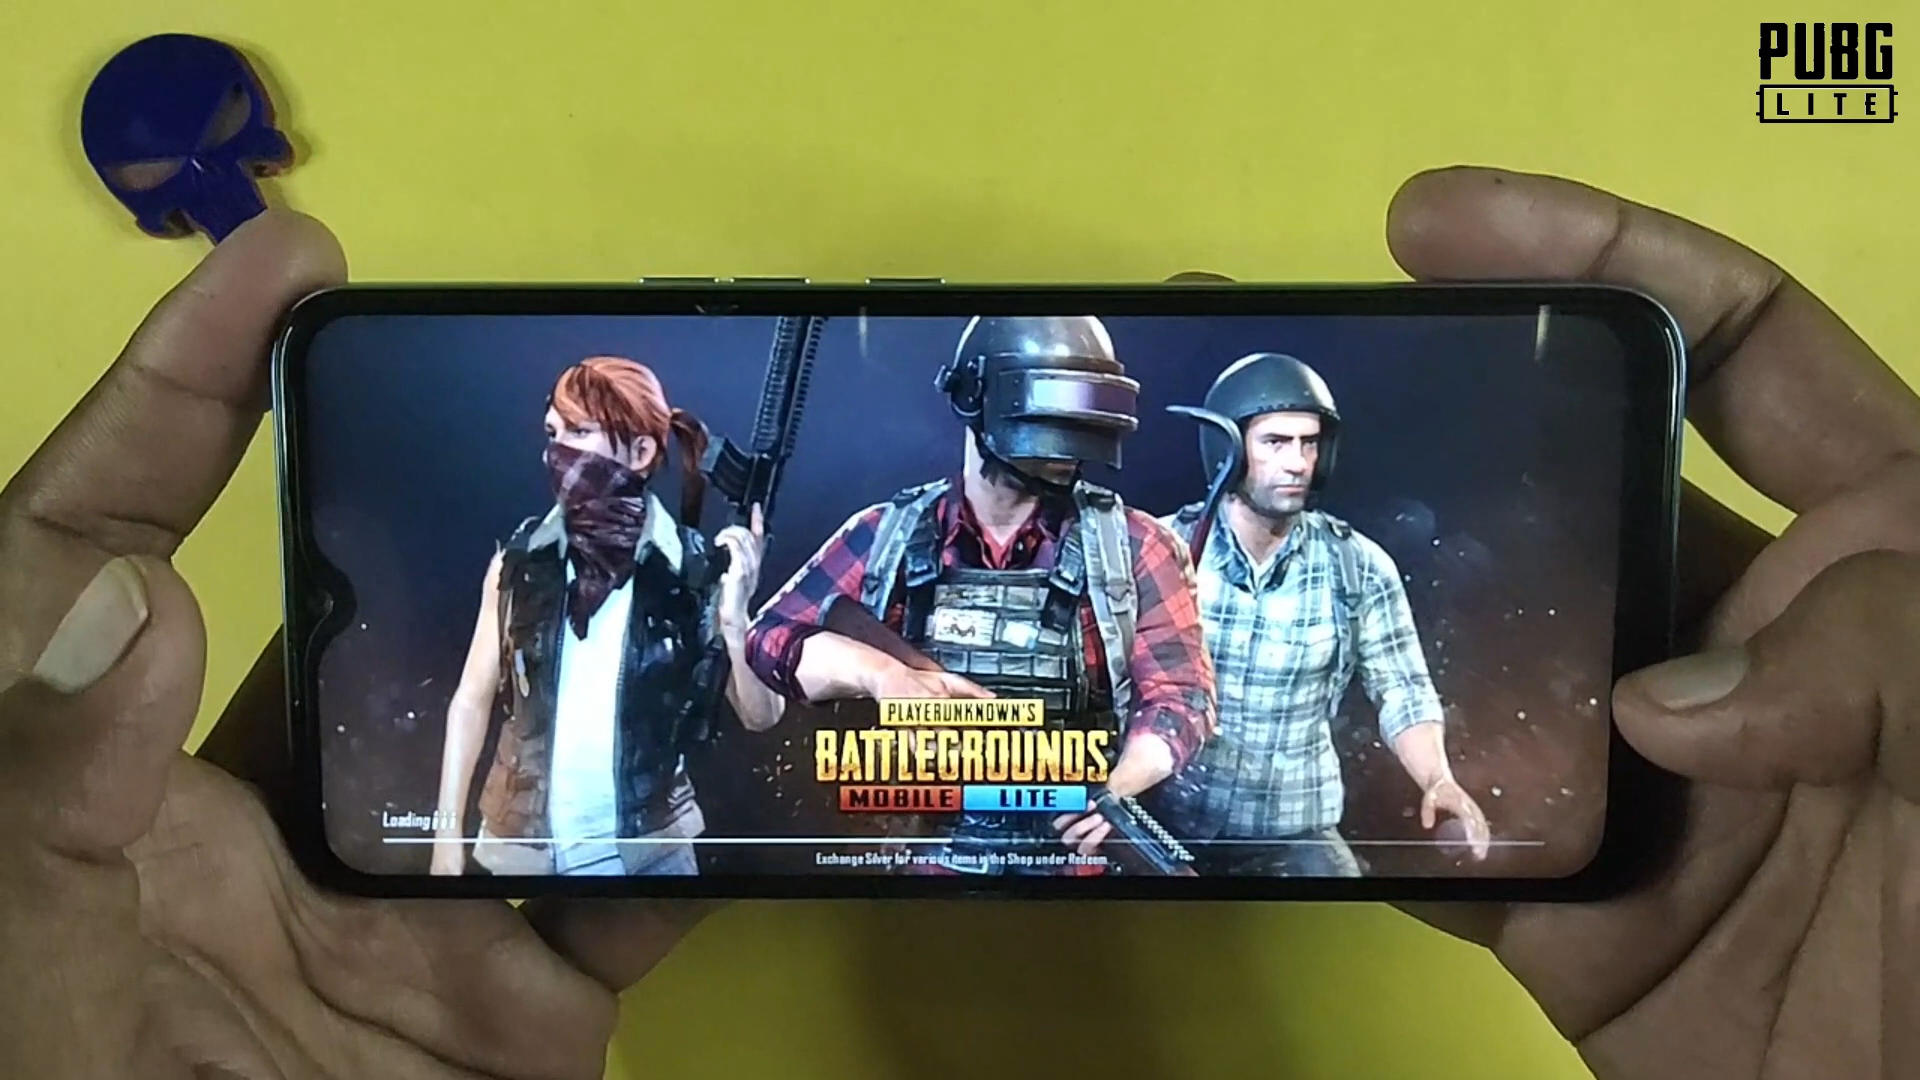 PUBG
LITE
PLAYERUNKNOWN'S
BATTLEGROUNDS
MOBILE LITE
Loading...
Exchange Silver for various items in the Shop under Redeem.